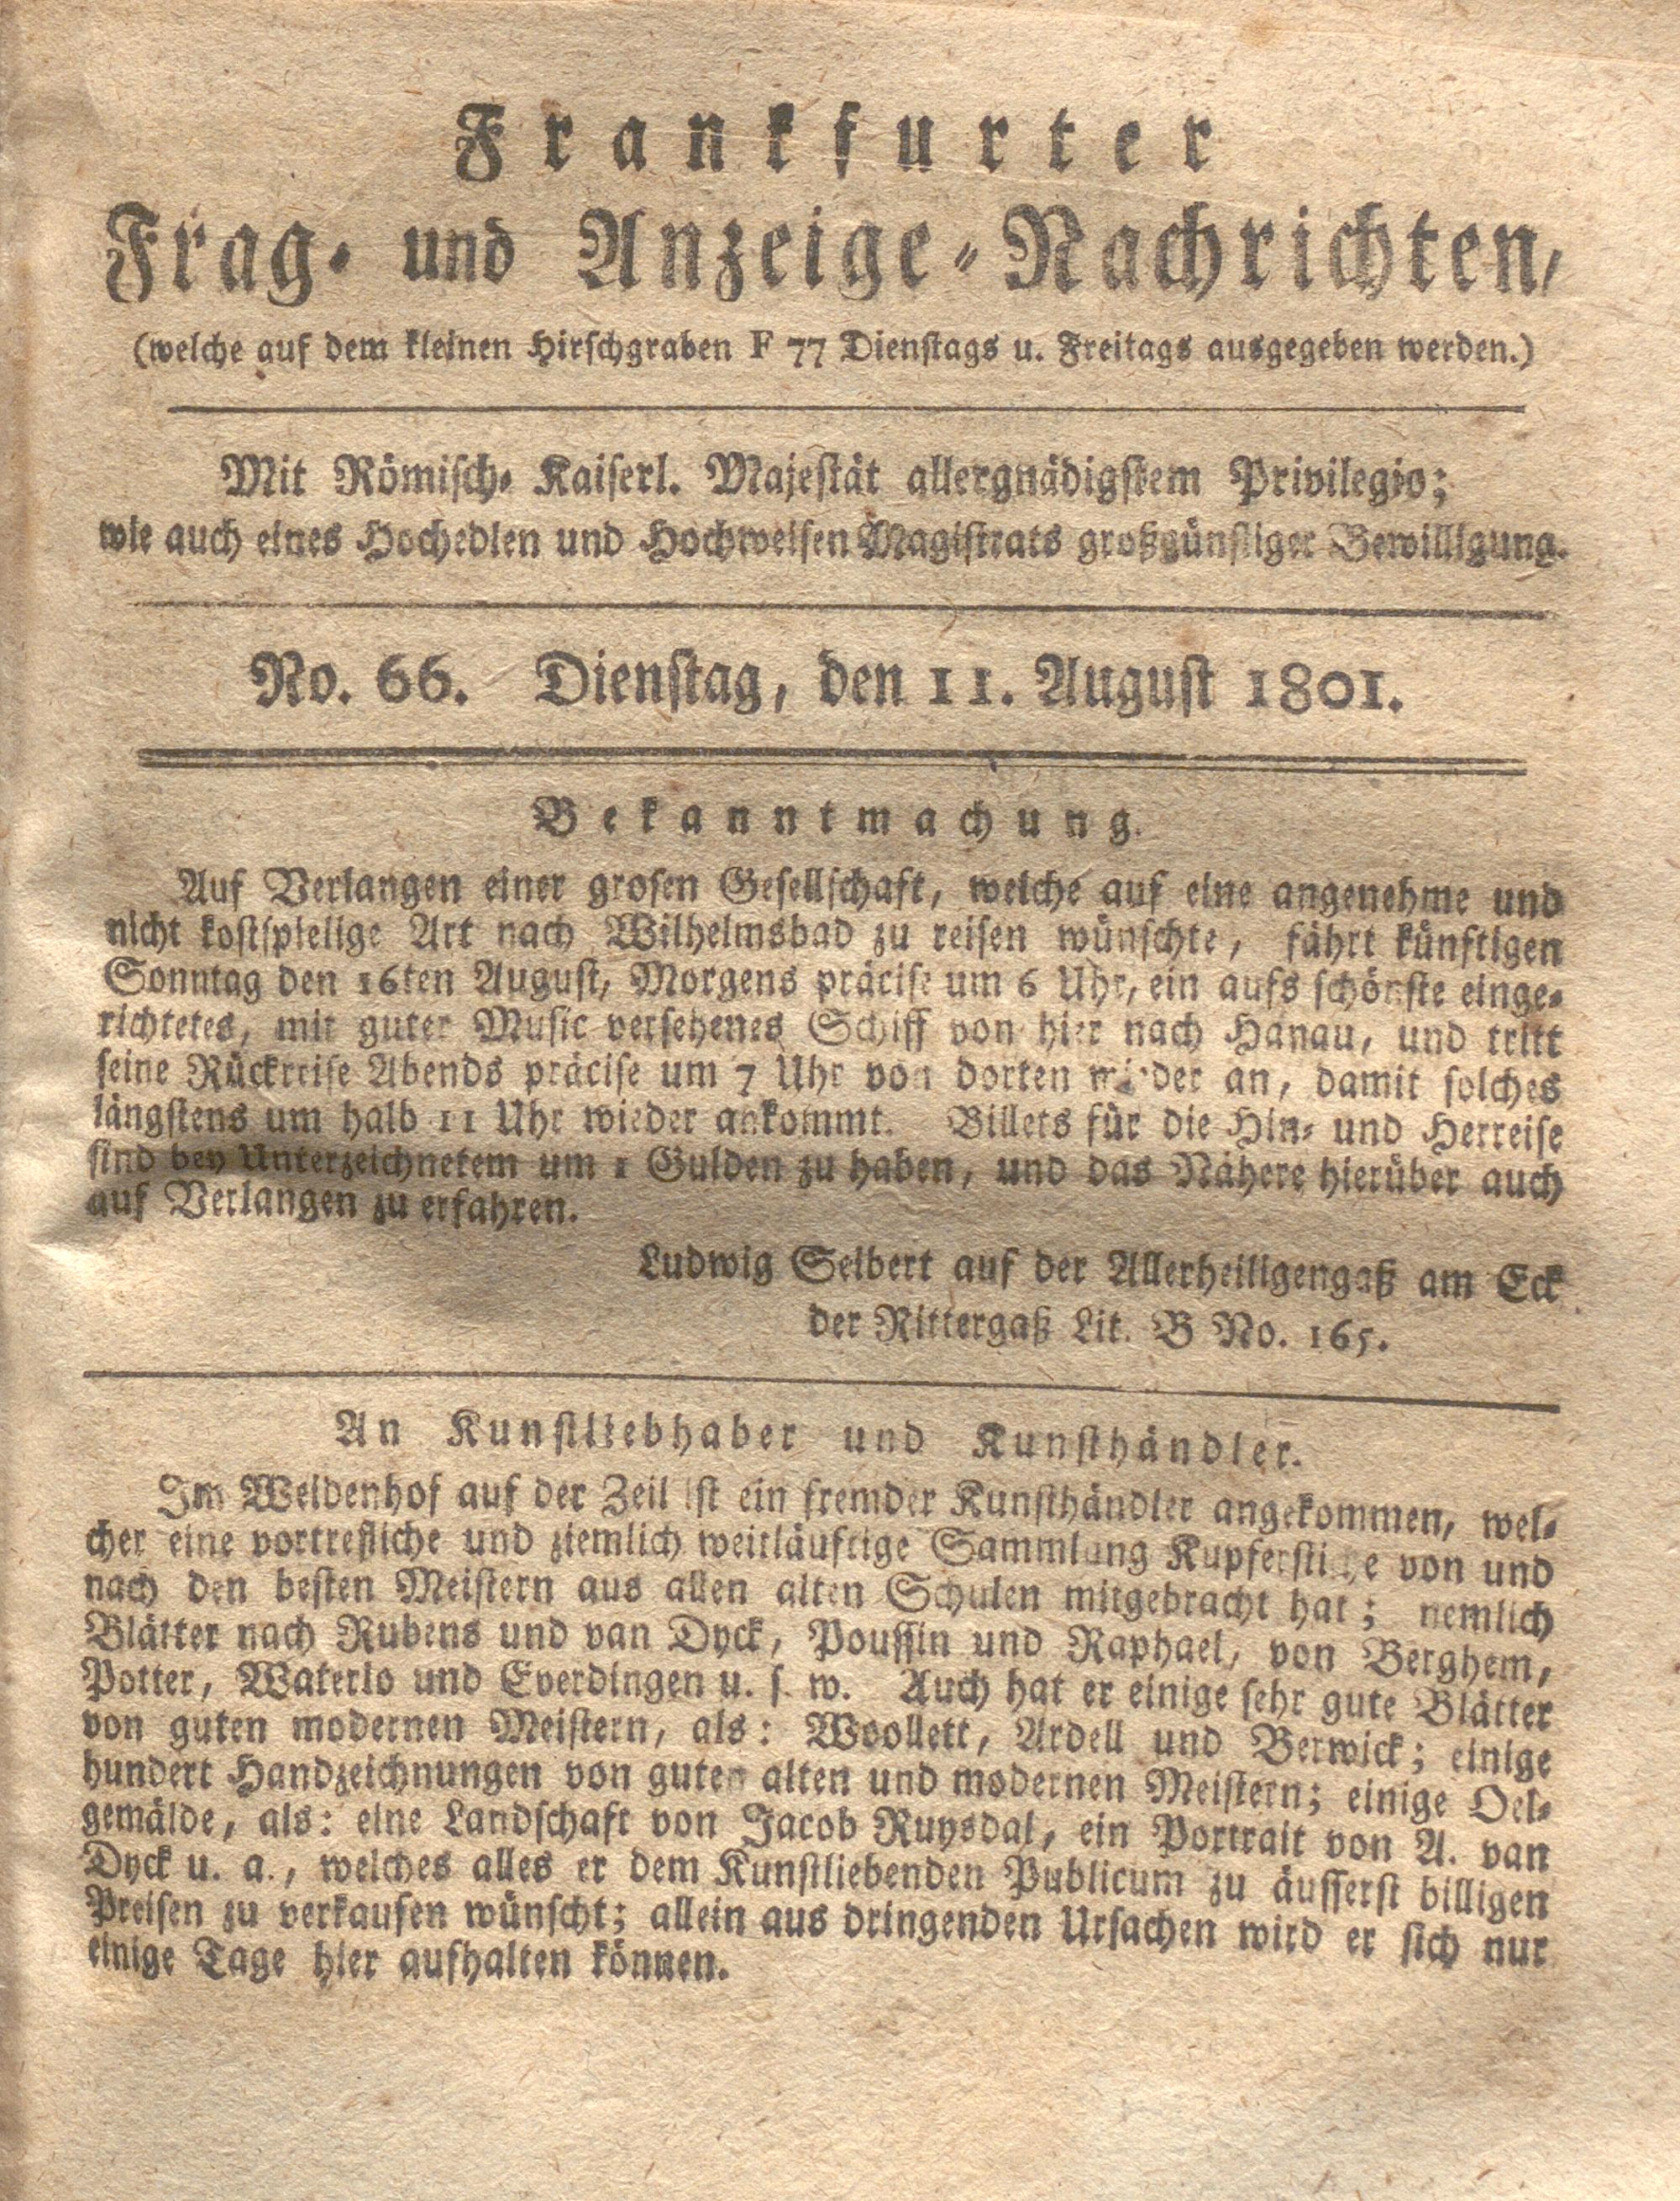 Frankfurter
Frag- und Anzeige-Nachrichten,
(welche auf dem kleinen Hirschgraben F 77 Dienstags u. Freitags ausgegeben werden.)
Mit Römisch- Kaiserl. Majestät allergnädigstem Privilegio;
wie auch eines Hochedlen und Hochweisen Magistrats großgünstiger Bewilligung.
No. 66. Dienstag, den 11. August 1801.
Bekanntmachung.
Auf Verlangen einer grosen Gesellschaft, welche auf eine angenehme und
nicht kostspielige Art nach Wilhelmsbad zu reisen wünschte, fährt künftigen
Sonntag den 16ten August, Morgens präcise um 6 Uhr, ein aufs schönste einge-
richtetes, mit guter Music versehenes Schiff von hier nach Hanau, und tritt
seine Rückreise Abends präcise um 7 Uhr von dorten wieder an, damit solches
längstens um halb 11 Uhr wieder ankommt. Billets für die Hin- und Herreise
sind bey Unterzeichnetem um 1 Gulden zu haben, und das Nähere hierüber auch
auf Verlangen zu erfahren.
Ludwig Seibert auf der Allerheiligengaß am Eck
der Rittergaß Lit. B No. 165.
An Kunstliebhaber und Kunsthändler.
Im Weidenhof auf der Zeil ist ein fremder Kunsthändler angekommen, wel-
cher eine vortrefliche und ziemlich weitläuftige Sammlung Kupferstiche von und
nach den besten Meistern aus allen alten Schulen mitgebracht hat; nemlich
Blätter nach Rubens und van Dyck, Poussin und Raphael, von Berghem,
Potter, Waterlo und Everdingen u. s. w. Auch hat er einige sehr gute Blätter
von guten modernen Meistern, als: Woollett, Ardell und Berwick; einige
hundert Handzeichnungen von guten alten und modernen Meistern; einige Oel-
gemälde, als: eine Landschaft von Jacob Ruysdal, ein Portrait von A. van
Dyck u. a., welches alles er dem Kunstliebenden Publicum zu äusserst billigen
Preisen zu verkaufen wünscht; allein aus dringenden Ursachen wird er sich nur
einige Tage hier aufhalten können.